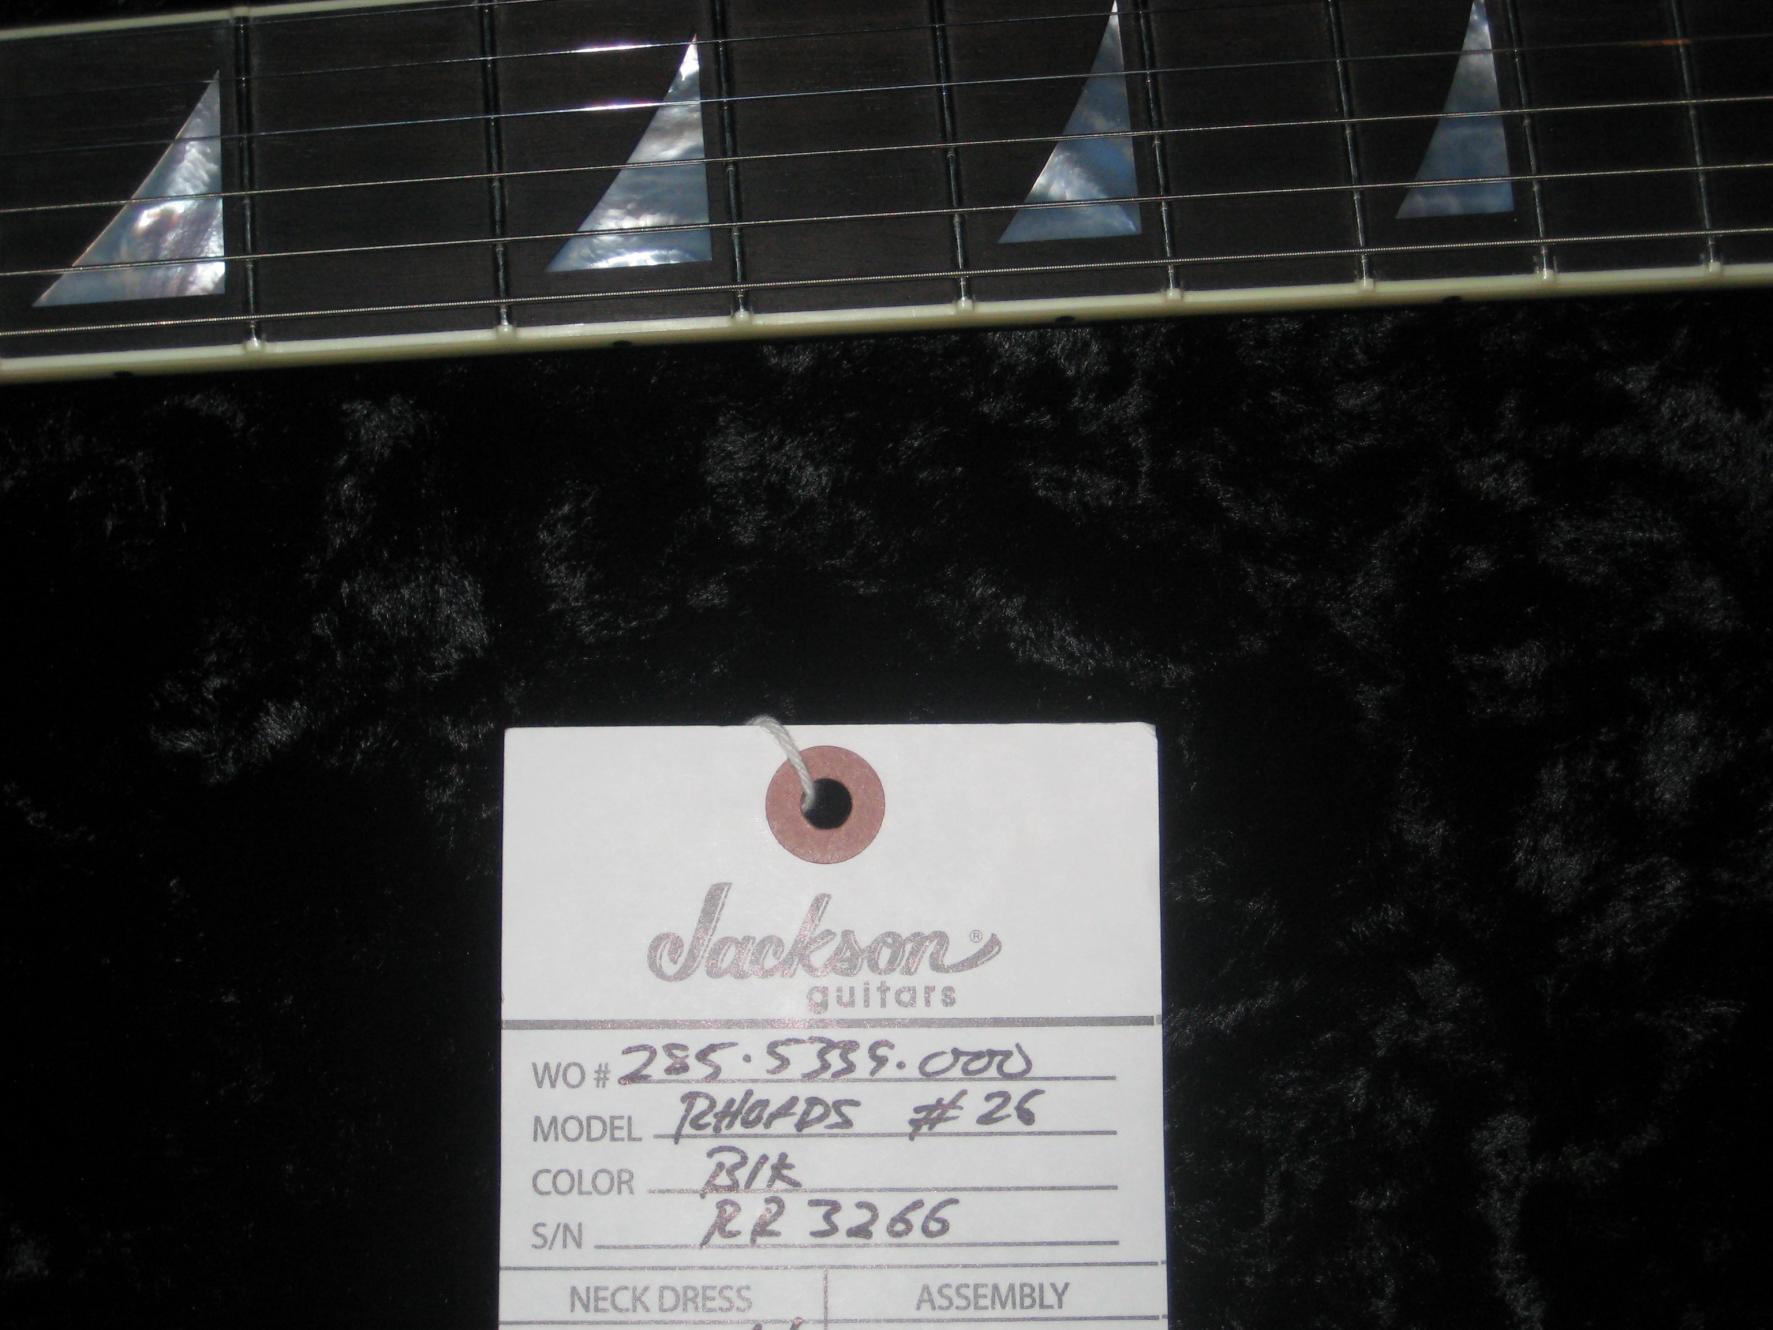 Jackson®
guitars
WO # 285.5339.000
MODEL RHOADS #26
COLOR Blk
S/N RR 3266
NECK DRESS ASSEMBLY